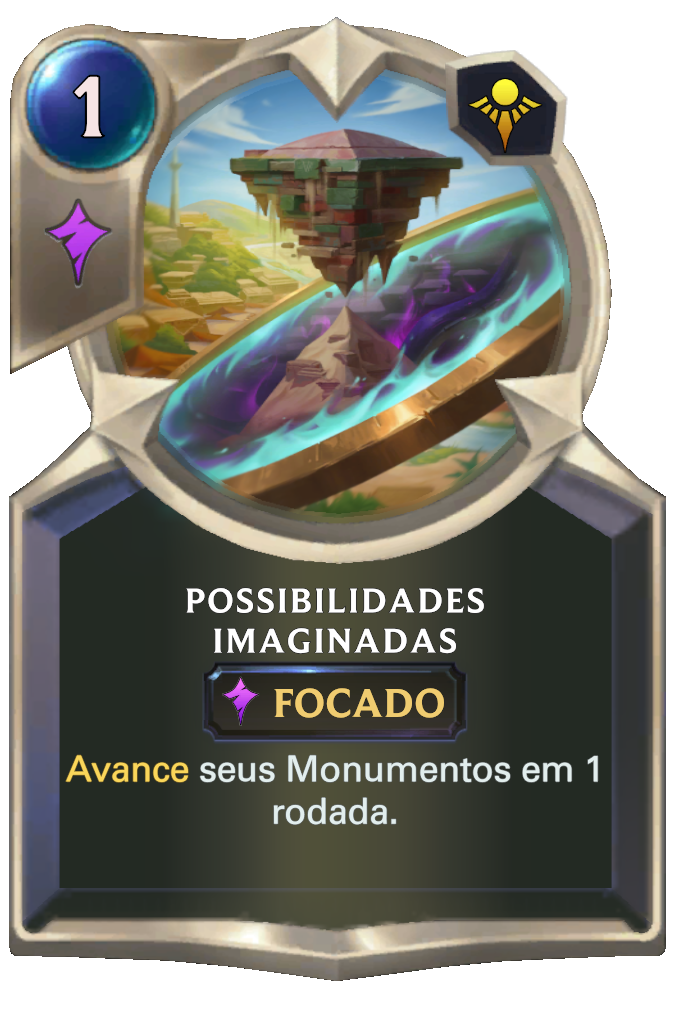 1
POSSIBILIDADES
IMAGINADAS
FOCADO
Avance seus Monumentos em 1
rodada.